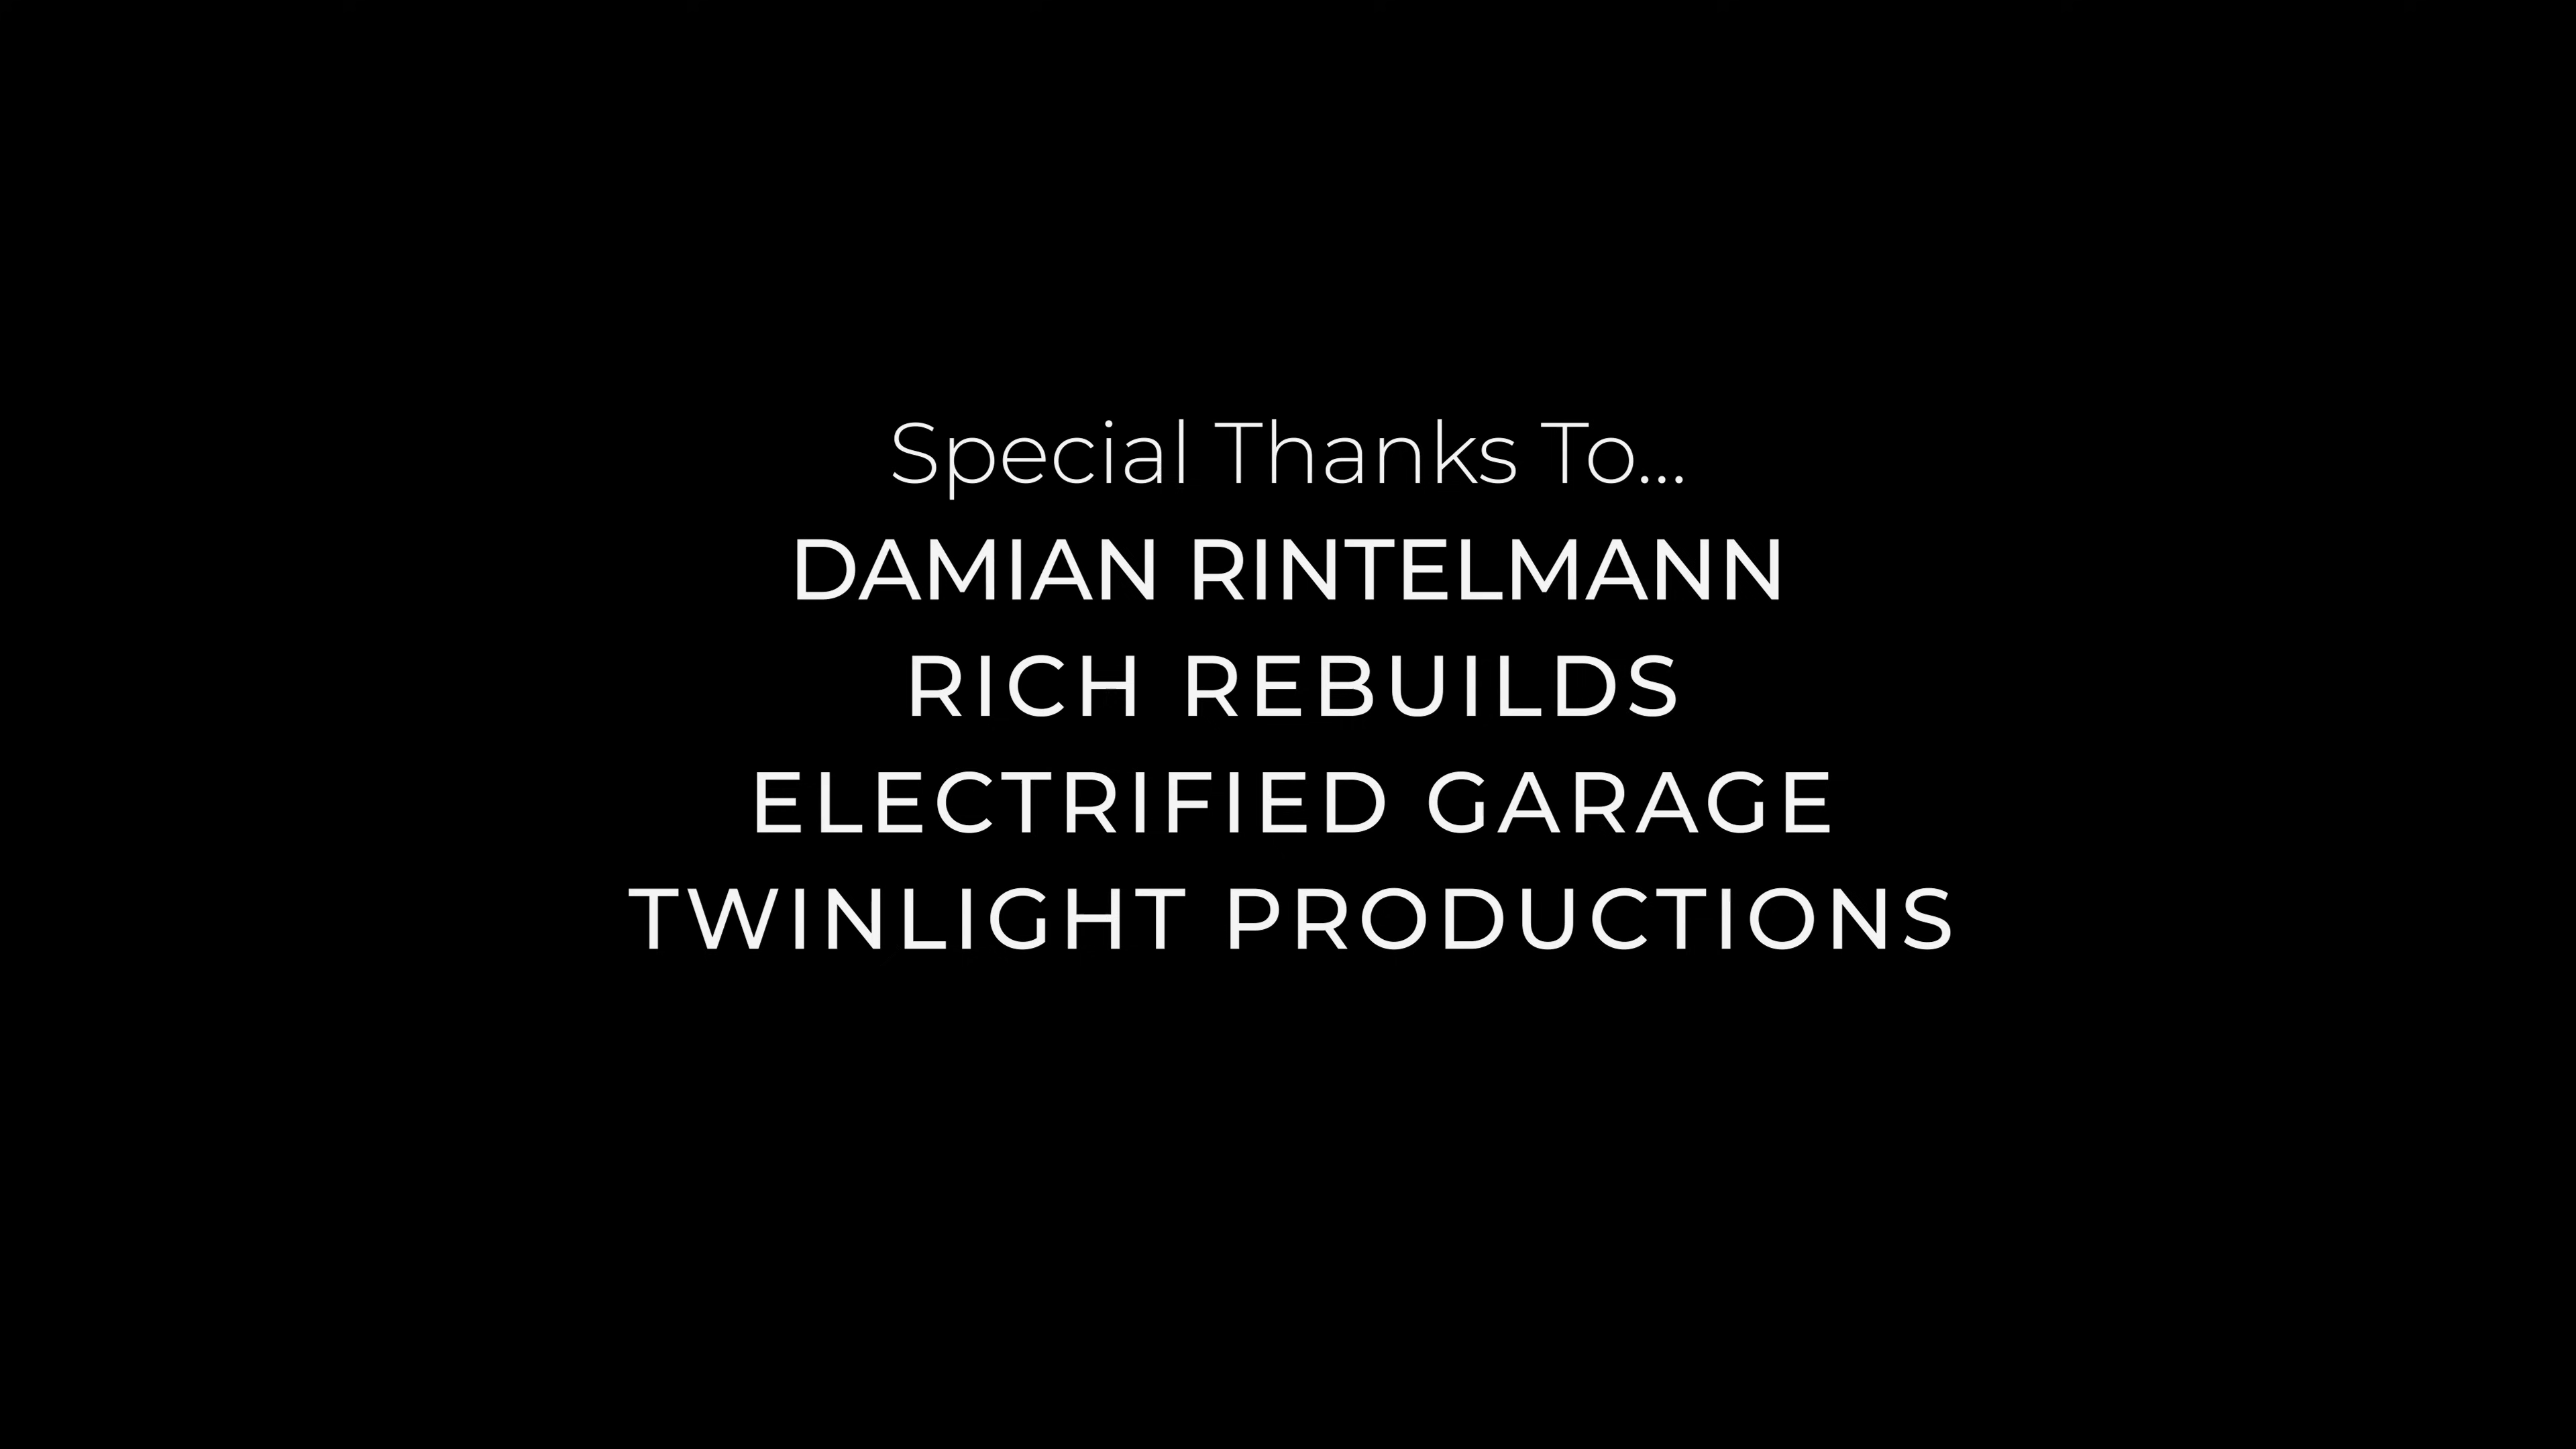 Special Thanks To...
DAMIAN RINTELMANN
RICH REBUILDS
ELECTRIFIED GARAGE
TWINLIGHT PRODUCTIONS